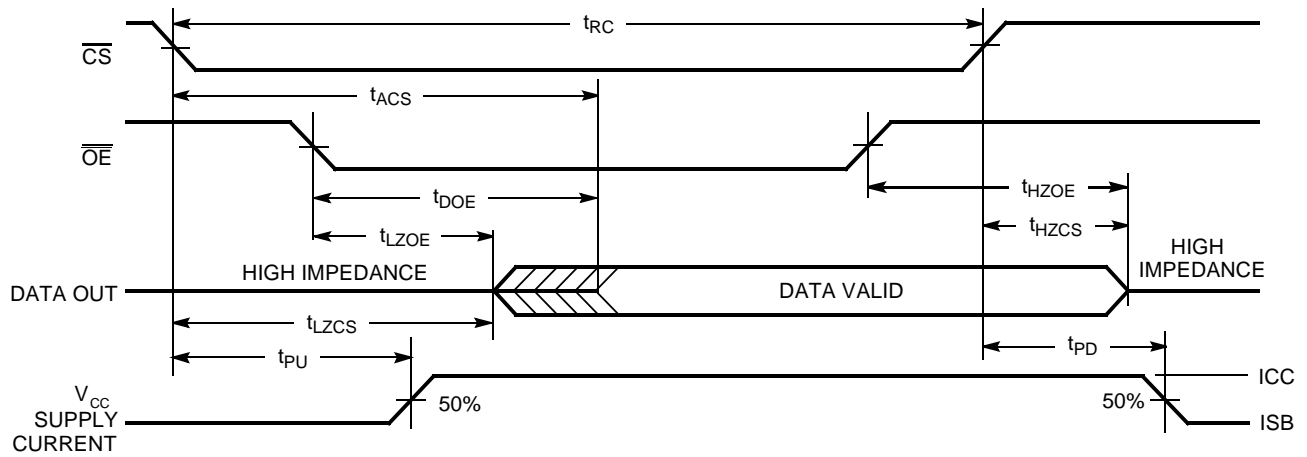 tRC
CS
tACS
OE
tDOE
tHZOE
tLZOE
tHZCS
HIGH IMPEDANCE
HIGH
IMPEDANCE
DATA OUT
DATA VALID
tLZCS
tPU
tPD
ICC
VCC
SUPPLY
CURRENT
50%
50%
ISB